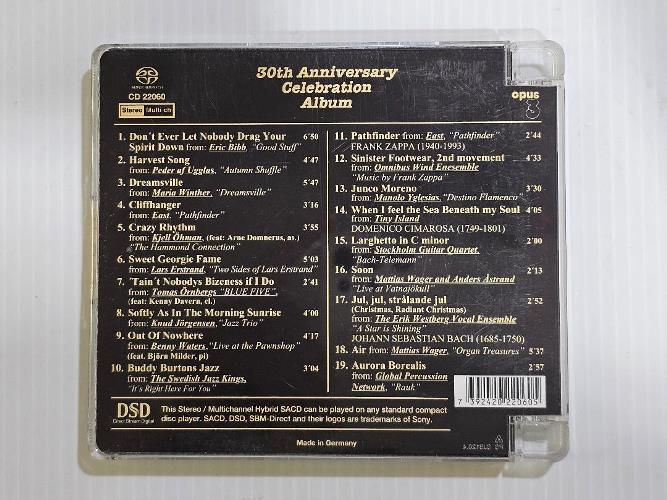 SUPER AUDIO CD
CD 22060
Stereo Multi ch
30th Anniversary
Celebration
Album
opus
3
1. Don´t Ever Let Nobody Drag Your 6´50
Spirit Down from: Eric Bibb, "Good Stuff"
2. Harvest Song 4´47
from: Peder af Ugglas, "Autumn Shuffle"
3. Dreamsville 5´47
from: Maria Winther, "Dreamsville"
4. Cliffhanger 3´16
from: East, "Pathfinder"
5. Crazy Rhythm 3´55
from: Kjell Öhman, (feat: Arne Domnerus, as.)
"The Hammond Connection"
6. Sweet Georgie Fame 5´03
from: Lars Erstrand, "Two Sides of Lars Erstrand"
7. ’Tain´t Nobodys Bizeness if I Do 2´41
from: Tomas Örnbergs "BLUE FIVE",
(feat: Kenny Davern, cl.)
8. Softly As In The Morning Sunrise 4´00
from: Knud Jörgensen, "Jazz Trio"
9. Out Of Nowhere 4´17
from: Benny Waters, "Live at the Pawnshop"
(feat. Björn Milder, pi)
10. Buddy Burtons Jazz 3´04
from: The Swedish Jazz Kings,
"It's Right Here For You"
11. Pathfinder from: East, "Pathfinder" 2´44
FRANK ZAPPA (1940-1993)
12. Sinister Footwear, 2nd movement 4´33
from: Omnibus Wind Ensemble
"Music by Frank Zappa"
13. Junco Moreno 3´30
from: Manolo Yglesias, "Destino Flamenco"
14. When I feel the Sea Beneath my Soul 4´05
from: Tiny Island
DOMENICO CIMAROSA (1749-1801)
15. Larghetto in C minor 2´00
from: Stockholm Guitar Quartet,
"Bach-Telemann"
16. Soon 2´13
from: Mattias Wager and Anders Åstrand
"Live at Vatnajökull"
17. Jul, jul, strålande jul 2´52
(Christmas, Radiant Christmas)
from: The Erik Westberg Vocal Ensemble
"A Star is Shining"
JOHANN SEBASTIAN BACH (1685-1750)
18. Air from: Mattias Wager, "Organ Treasures" 5´37
19. Aurora Borealis 2´57
from: Global Percussion
Network, "Rauk"
7 392420 220605
DSD
Direct Stream Digital
This Stereo / Multichannel Hybrid SACD can be played on any standard compact
disc player. SACD, DSD, SBM-Direct and their logos are trademarks of Sony.
Made in Germany